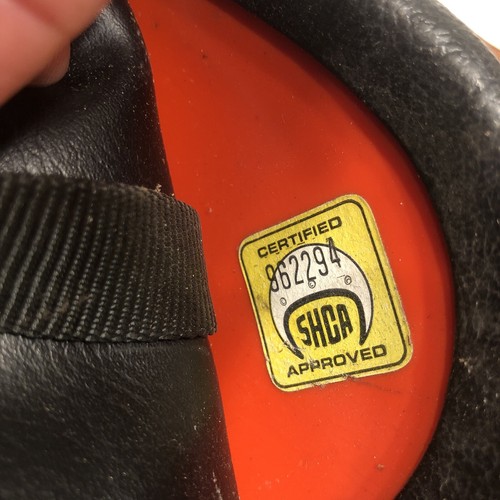 CERTIFIED
862294
SHCA
APPROVED